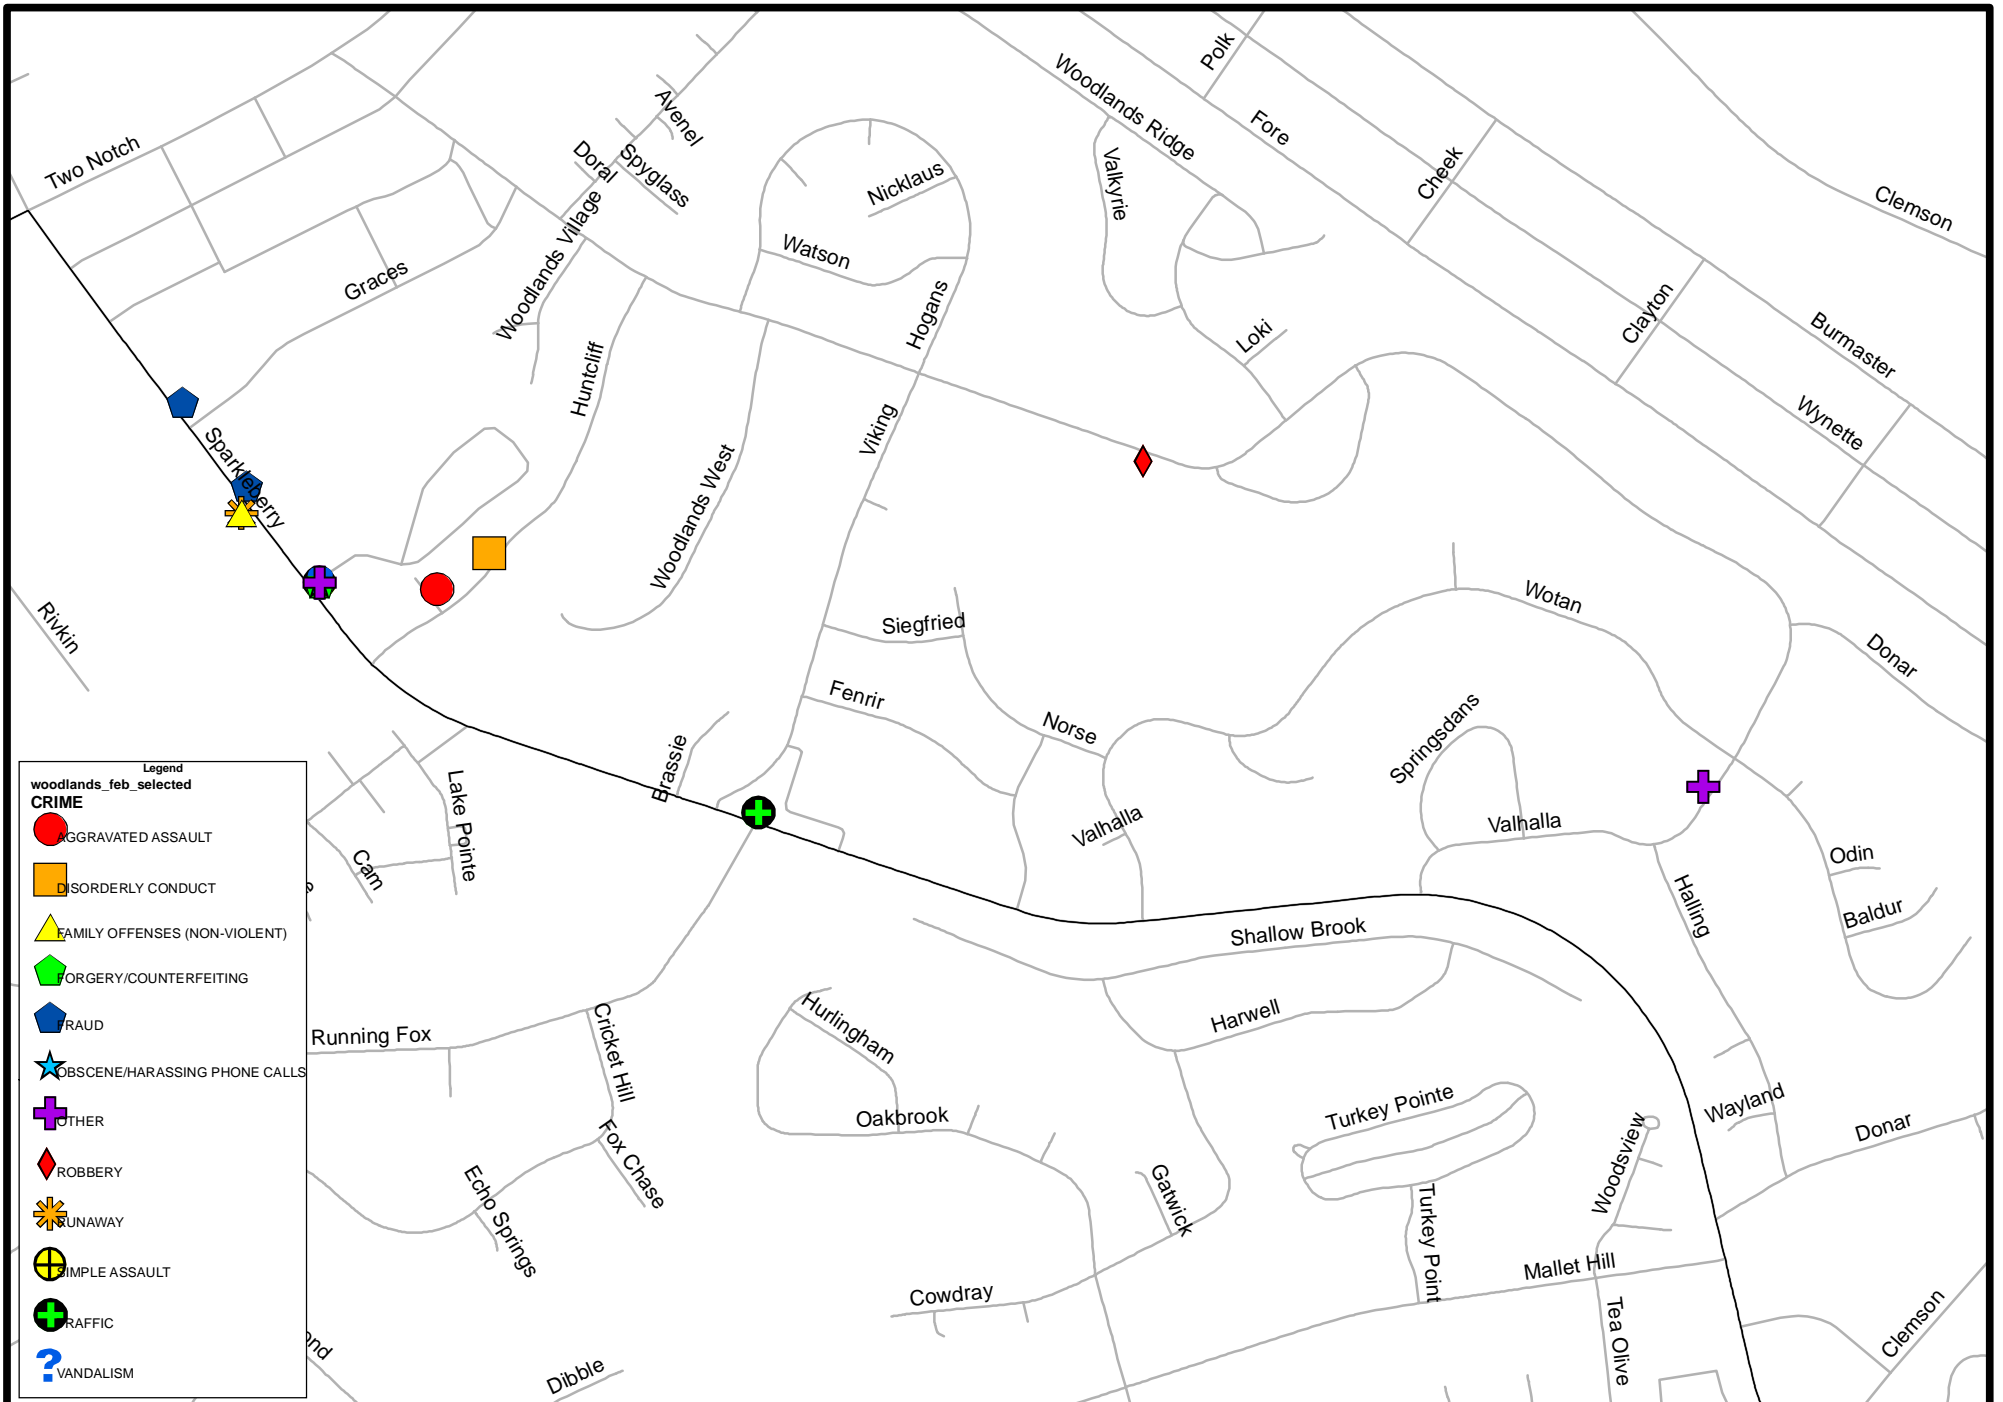 Polk
Woodlands Ridge
Fore
Avenel
Two Notch
Doral
Spyglass
Nicklaus
Valkyrie
Cheek
Clemson
Woodlands Village
Watson
Graces
Hogans
Loki
Clayton
Burmaster
Huntcliff
Wynette
Viking
Sparkleberry
Woodlands West
Rivkin
Siegfried
Wotan
Donar
Fenrir
Norse
Springsdans
Brassie
Lake Pointe
Valhalla
Valhalla
Cam
Odin
Halling
Baldur
Shallow Brook
Harwell
Hurlingham
Running Fox
Cricket Hill
Oakbrook
Turkey Pointe
Wayland
Donar
Fox Chase
Woodsview
Echo Springs
Gatwick
Turkey Point
Mallet Hill
Cowdray
Tea Olive
Clemson
Dibble
ond
Legend
woodlands_feb_selected
CRIME
AGGRAVATED ASSAULT
DISORDERLY CONDUCT
FAMILY OFFENSES (NON-VIOLENT)
FORGERY/COUNTERFEITING
FRAUD
OBSCENE/HARASSING PHONE CALLS
OTHER
ROBBERY
RUNAWAY
SIMPLE ASSAULT
TRAFFIC
VANDALISM